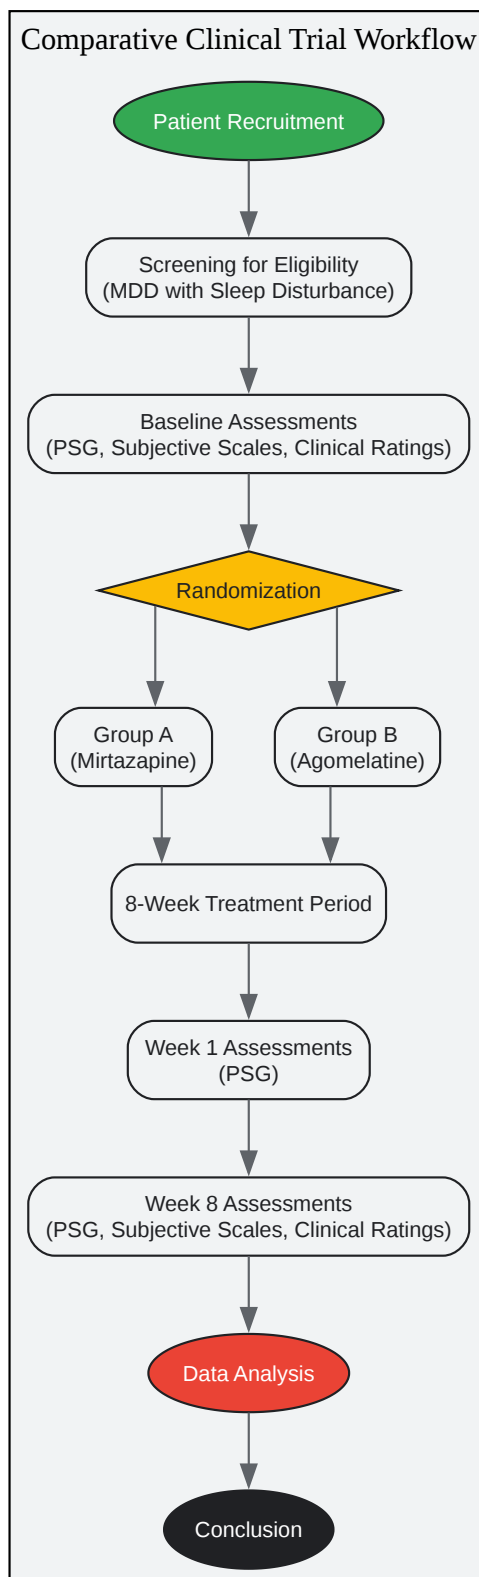 Comparative Clinical Trial Workflow
Patient Recruitment
Screening for Eligibility
(MDD with Sleep Disturbance)
Baseline Assessments
(PSG, Subjective Scales, Clinical Ratings)
Randomization
Group A
(Mirtazapine)
Group B
(Agomelatine)
8-Week Treatment Period
Week 1 Assessments
(PSG)
Week 8 Assessments
(PSG, Subjective Scales, Clinical Ratings)
Data Analysis
Conclusion